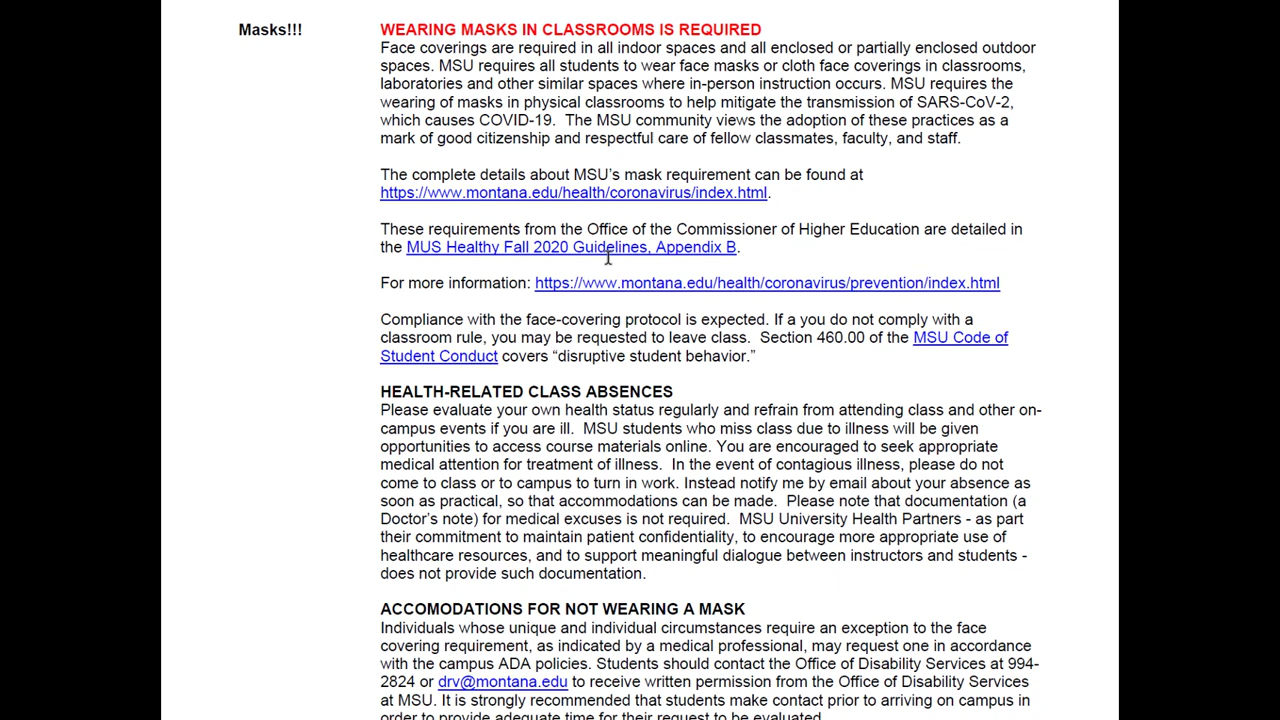 Masks!!! WEARING MASKS IN CLASSROOMS IS REQUIRED
Face coverings are required in all indoor spaces and all enclosed or partially enclosed outdoor
spaces. MSU requires all students to wear face masks or cloth face coverings in classrooms,
laboratories and other similar spaces where in-person instruction occurs. MSU requires the
wearing of masks in physical classrooms to help mitigate the transmission of SARS-CoV-2,
which causes COVID-19. The MSU community views the adoption of these practices as a
mark of good citizenship and respectful care of fellow classmates, faculty, and staff.
The complete details about MSU's mask requirement can be found at
https://www.montana.edu/health/coronavirus/index.html.
These requirements from the Office of the Commissioner of Higher Education are detailed in
the MUS Healthy Fall 2020 Guidelines, Appendix B.
For more information: https://www.montana.edu/health/coronavirus/prevention/index.html
Compliance with the face-covering protocol is expected. If a you do not comply with a
classroom rule, you may be requested to leave class. Section 460.00 of the MSU Code of
Student Conduct covers “disruptive student behavior.”
HEALTH-RELATED CLASS ABSENCES
Please evaluate your own health status regularly and refrain from attending class and other on-
campus events if you are ill. MSU students who miss class due to illness will be given
opportunities to access course materials online. You are encouraged to seek appropriate
medical attention for treatment of illness. In the event of contagious illness, please do not
come to class or to campus to turn in work. Instead notify me by email about your absence as
soon as practical, so that accommodations can be made. Please note that documentation (a
Doctor's note) for medical excuses is not required. MSU University Health Partners - as part
their commitment to maintain patient confidentiality, to encourage more appropriate use of
healthcare resources, and to support meaningful dialogue between instructors and students -
does not provide such documentation.
ACCOMODATIONS FOR NOT WEARING A MASK
Individuals whose unique and individual circumstances require an exception to the face
covering requirement, as indicated by a medical professional, may request one in accordance
with the campus ADA policies. Students should contact the Office of Disability Services at 994-
2824 or drv@montana.edu to receive written permission from the Office of Disability Services
at MSU. It is strongly recommended that students make contact prior to arriving on campus in
order to provide adequate time for their request to be evaluated.